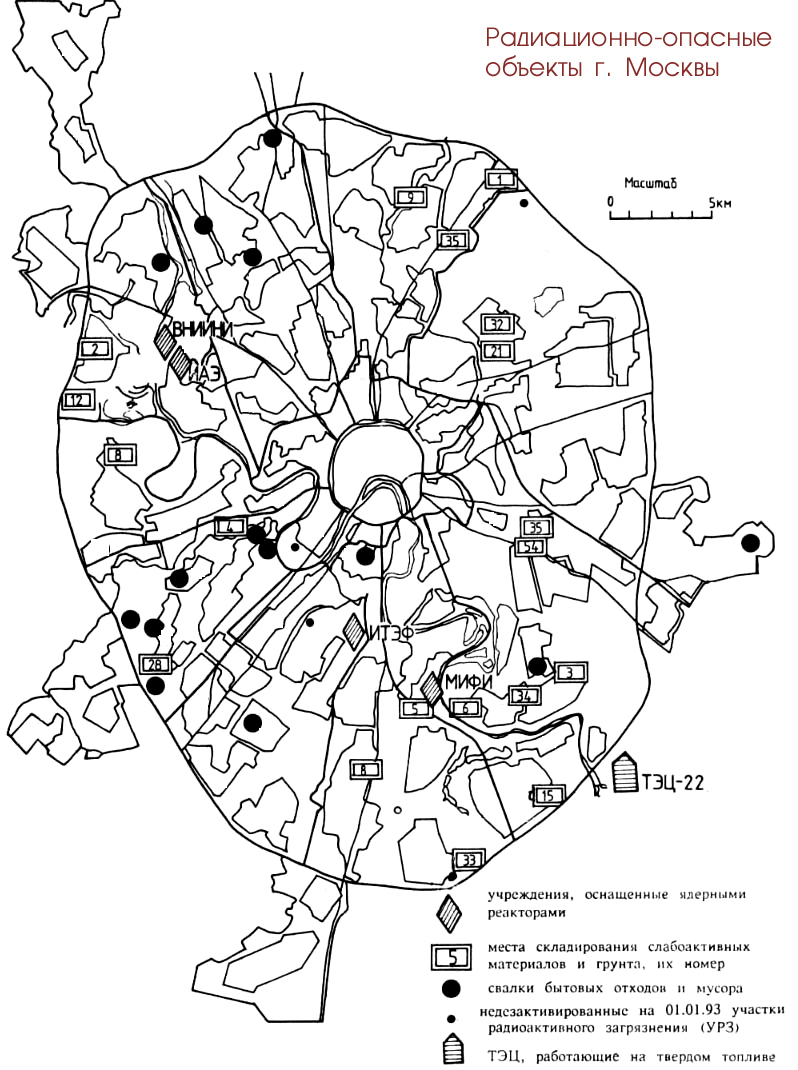 Радиационно-опасные
объекты г. Москвы
Масштаб
0 5км
1
9
35
32
21
ВНИИНИ
2
ИАЭ
12
8
4
35
54
ИТЭФ
28
МИФИ
3
34
5
6
8
ТЭЦ-22
15
33
учреждения, оснащенные ядерными
реакторами
5
места складирования слабоактивных
материалов и грунта, их номер
свалки бытовых отходов и мусора
недезактивированные на 01.01.93 участки
радиоактивного загрязнения (УРЗ)
ТЭЦ, работающие на твердом топливе